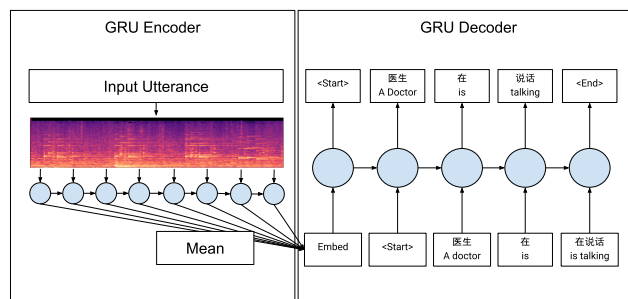 GRU Encoder
GRU Decoder
Input Utterance
<Start>
医生
A Doctor
在
is
说话
talking
<End>
Mean
Embed
<Start>
医生
A doctor
在
is
在说话
is talking